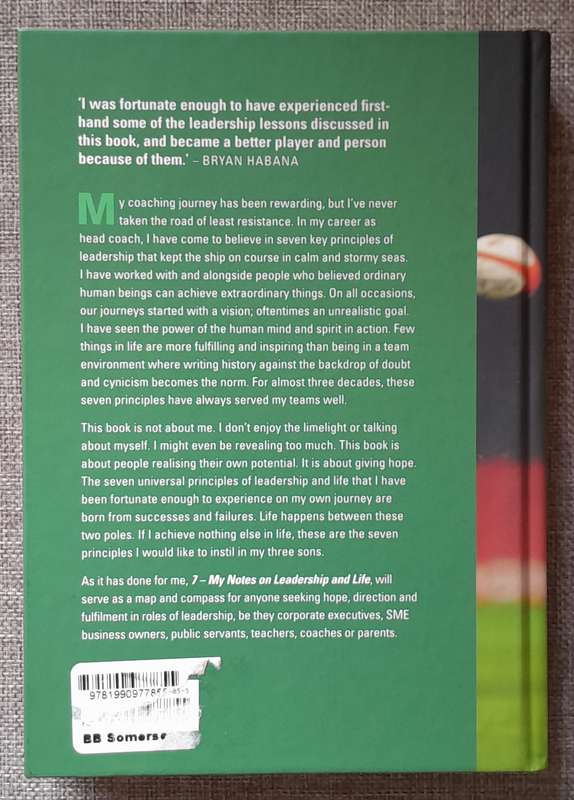 'I was fortunate enough to have experienced first-
hand some of the leadership lessons discussed in
this book, and became a better player and person
because of them.' – BRYAN HABANA
My coaching journey has been rewarding, but I've never
taken the road of least resistance. In my career as
head coach, I have come to believe in seven key principles of
leadership that kept the ship on course in calm and stormy seas.
I have worked with and alongside people who believed ordinary
human beings can achieve extraordinary things. On all occasions,
our journeys started with a vision; oftentimes an unrealistic goal.
I have seen the power of the human mind and spirit in action. Few
things in life are more fulfilling and inspiring than being in a team
environment where writing history against the backdrop of doubt
and cynicism becomes the norm. For almost three decades, these
seven principles have always served my teams well.
This book is not about me. I don't enjoy the limelight or talking
about myself. I might even be revealing too much. This book is
about people realising their own potential. It is about giving hope.
The seven universal principles of leadership and life that I have
been fortunate enough to experience on my own journey are
born from successes and failures. Life happens between these
two poles. If I achieve nothing else in life, these are the seven
principles I would like to instil in my three sons.
As it has done for me, 7 – My Notes on Leadership and Life, will
serve as a map and compass for anyone seeking hope, direction and
fulfilment in roles of leadership, be they corporate executives, SME
business owners, public servants, teachers, coaches or parents.
BB Somerse